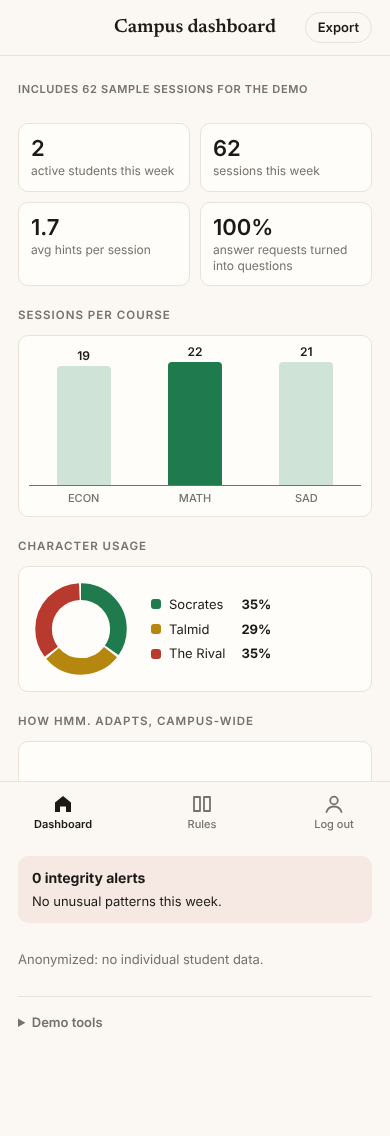 Campus dashboard
Export
INCLUDES 62 SAMPLE SESSIONS FOR THE DEMO
2
active students this week
62
sessions this week
1.7
avg hints per session
100%
answer requests turned
into questions
SESSIONS PER COURSE
19
22
21
ECON
MATH
SAD
CHARACTER USAGE
Socrates 35%
Talmid 29%
The Rival 35%
HOW HMM. ADAPTS, CAMPUS-WIDE
Dashboard
Rules
Log out
0 integrity alerts
No unusual patterns this week.
Anonymized: no individual student data.
Demo tools